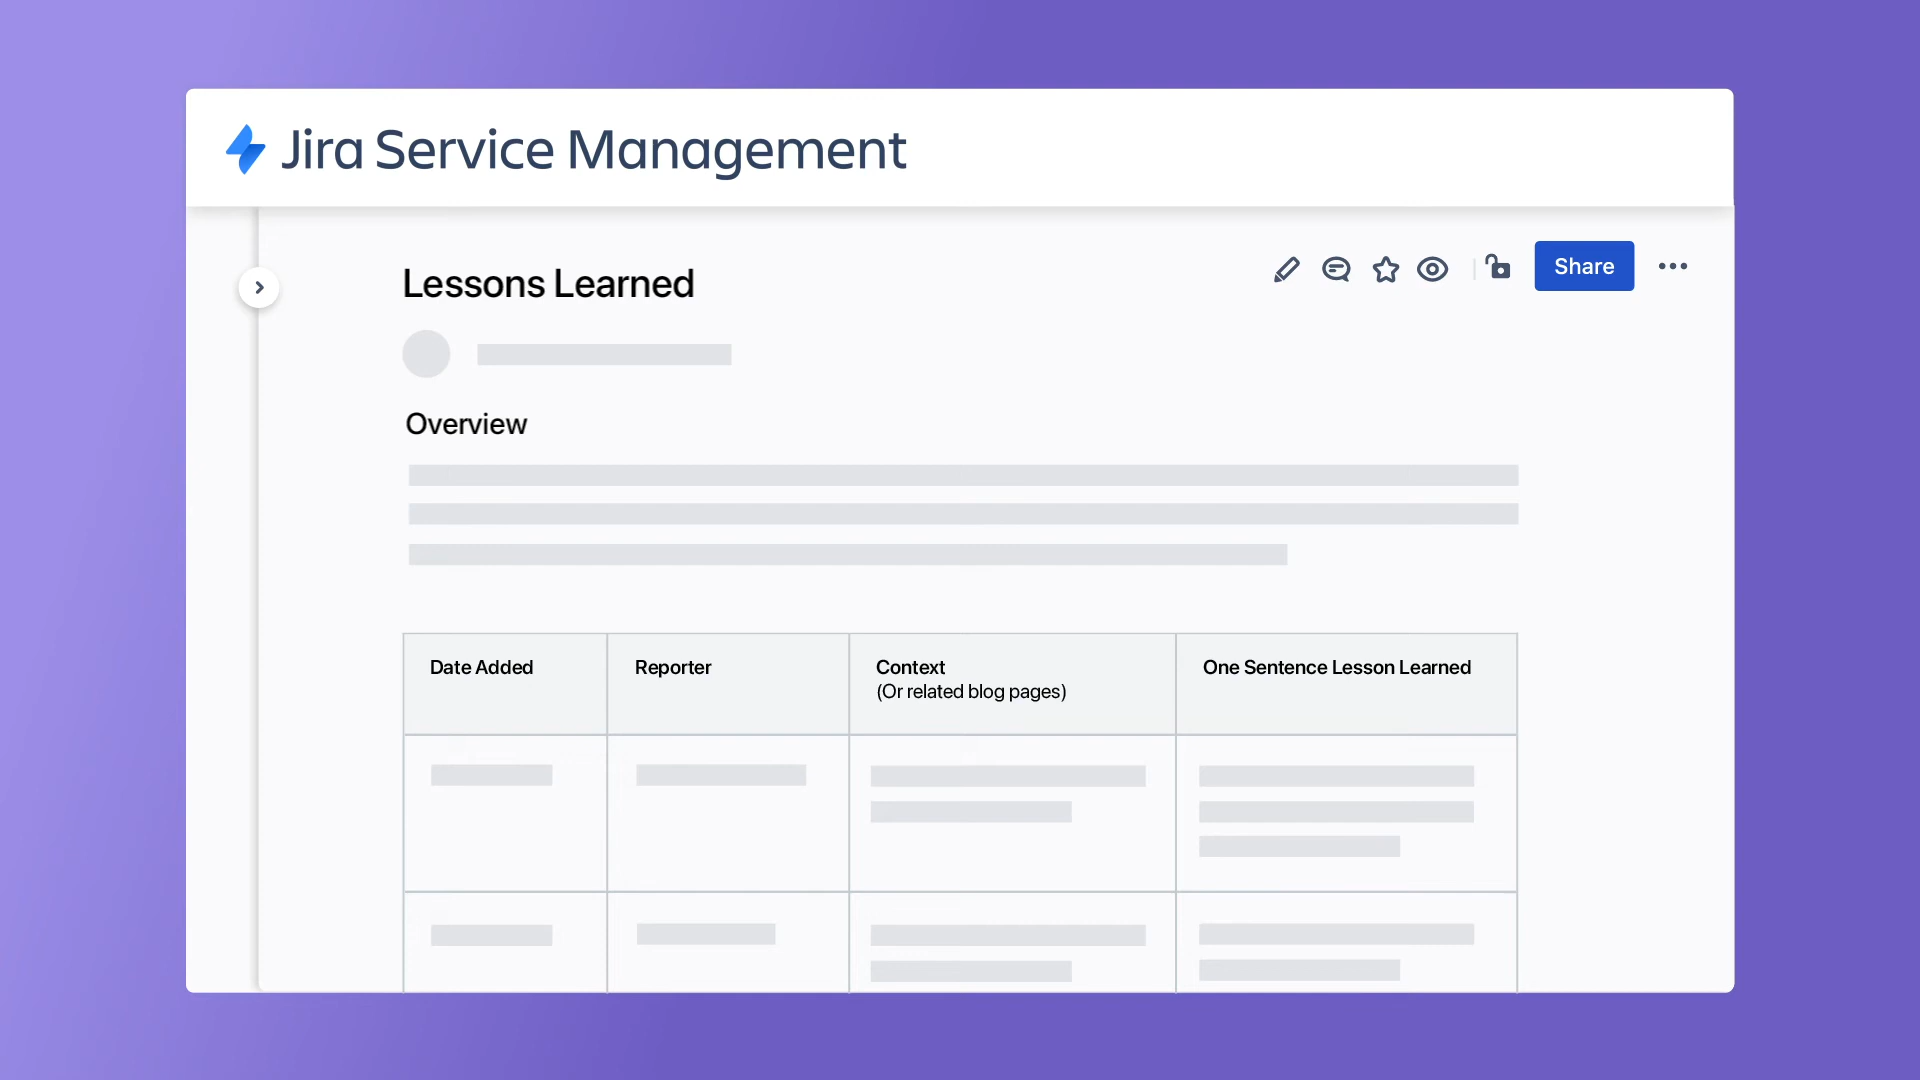 Jira Service Management
Lessons Learned
Share
Overview
Date Added
Reporter
Context
(Or related blog pages)
One Sentence Lesson Learned